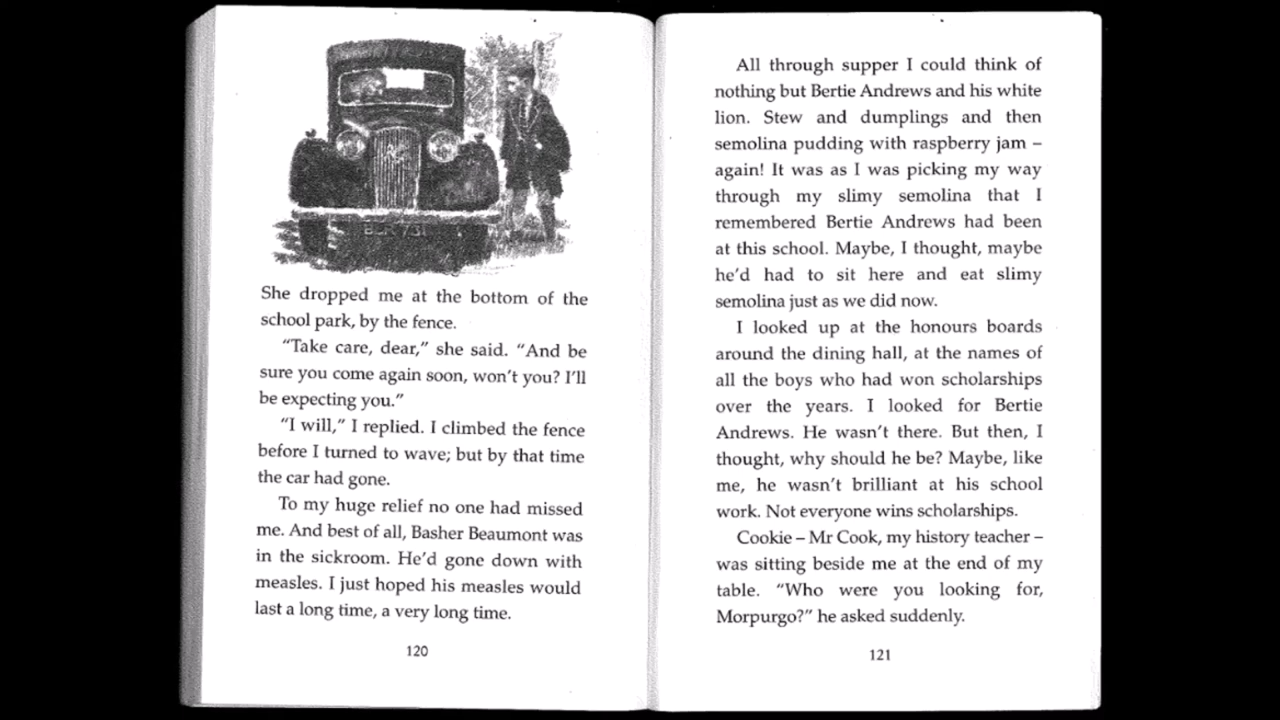 She dropped me at the bottom of the
school park, by the fence.
“Take care, dear,” she said. “And be
sure you come again soon, won’t you? I’ll
be expecting you.”
“I will,” I replied. I climbed the fence
before I turned to wave; but by that time
the car had gone.
To my huge relief no one had missed
me. And best of all, Basher Beaumont was
in the sickroom. He’d gone down with
measles. I just hoped his measles would
last a long time, a very long time.
120
All through supper I could think of
nothing but Bertie Andrews and his white
lion. Stew and dumplings and then
semolina pudding with raspberry jam –
again! It was as I was picking my way
through my slimy semolina that I
remembered Bertie Andrews had been
at this school. Maybe, I thought, maybe
he’d had to sit here and eat slimy
semolina just as we did now.
I looked up at the honours boards
around the dining hall, at the names of
all the boys who had won scholarships
over the years. I looked for Bertie
Andrews. He wasn’t there. But then, I
thought, why should he be? Maybe, like
me, he wasn’t brilliant at his school
work. Not everyone wins scholarships.
Cookie – Mr Cook, my history teacher –
was sitting beside me at the end of my
table. “Who were you looking for,
Morpurgo?” he asked suddenly.
121